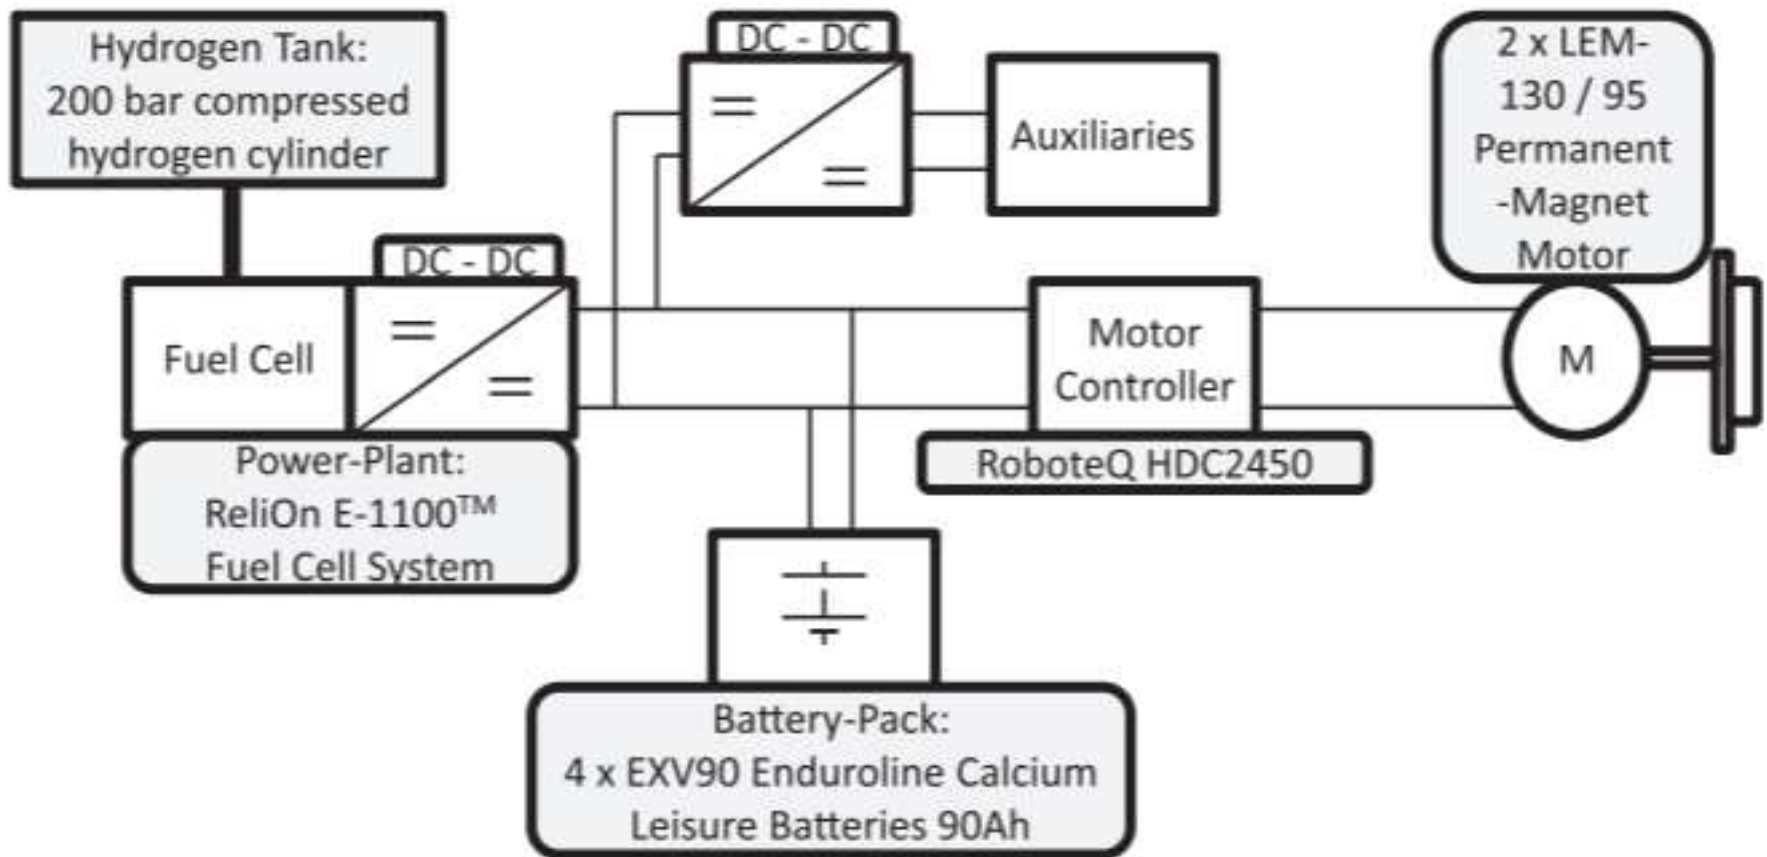 Hydrogen Tank:
200 bar compressed
hydrogen cylinder
DC - DC
Auxiliaries
2 x LEM-
130 / 95
Permanent
-Magnet
Motor
DC - DC
Fuel Cell
Motor
Controller
M
Power-Plant:
ReliOn E-1100™
Fuel Cell System
RoboteQ HDC2450
Battery-Pack:
4 x EXV90 Enduroline Calcium
Leisure Batteries 90Ah